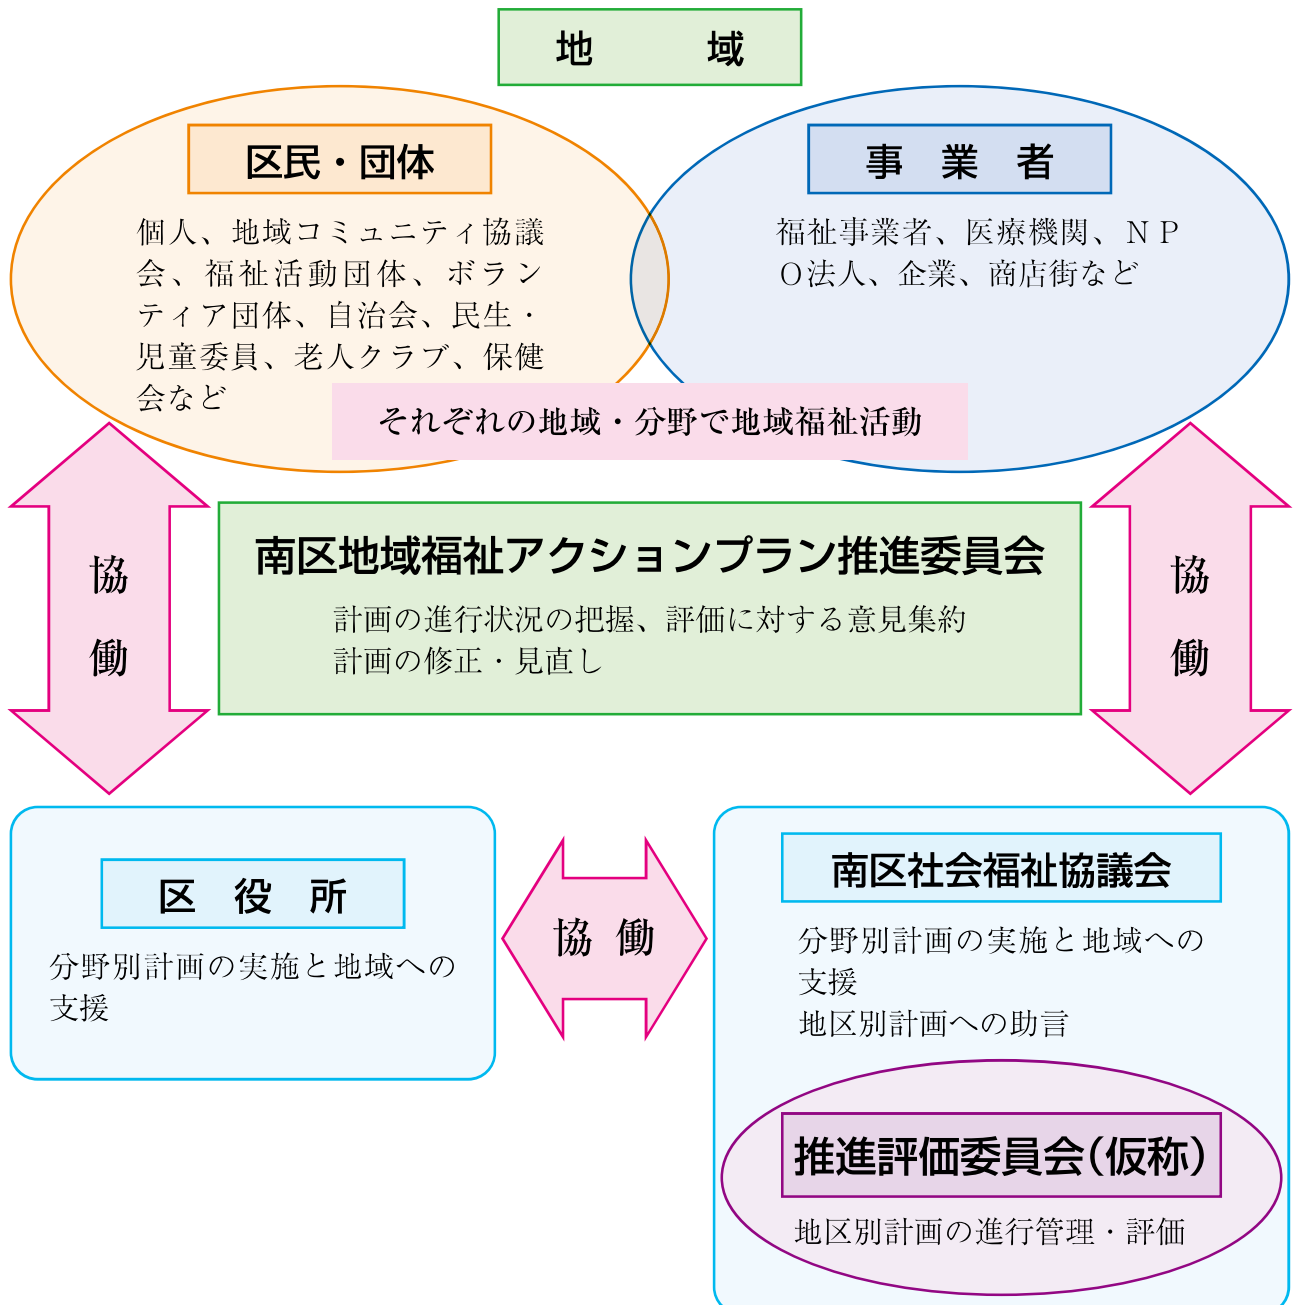 地　域
区民・団体
個人、地域コミュニティ協議
会、福祉活動団体、ボラン
ティア団体、自治会、民生・
児童委員、老人クラブ、保健
会など
事業者
福祉事業者、医療機関、ＮＰ
Ｏ法人、企業、商店街など
それぞれの地域・分野で地域福祉活動
協働
南区地域福祉アクションプラン推進委員会
計画の進行状況の把握、評価に対する意見集約
計画の修正・見直し
協働
区役所
分野別計画の実施と地域への
支援
協働
南区社会福祉協議会
分野別計画の実施と地域への
支援
地区別計画への助言
推進評価委員会(仮称)
地区別計画の進行管理・評価